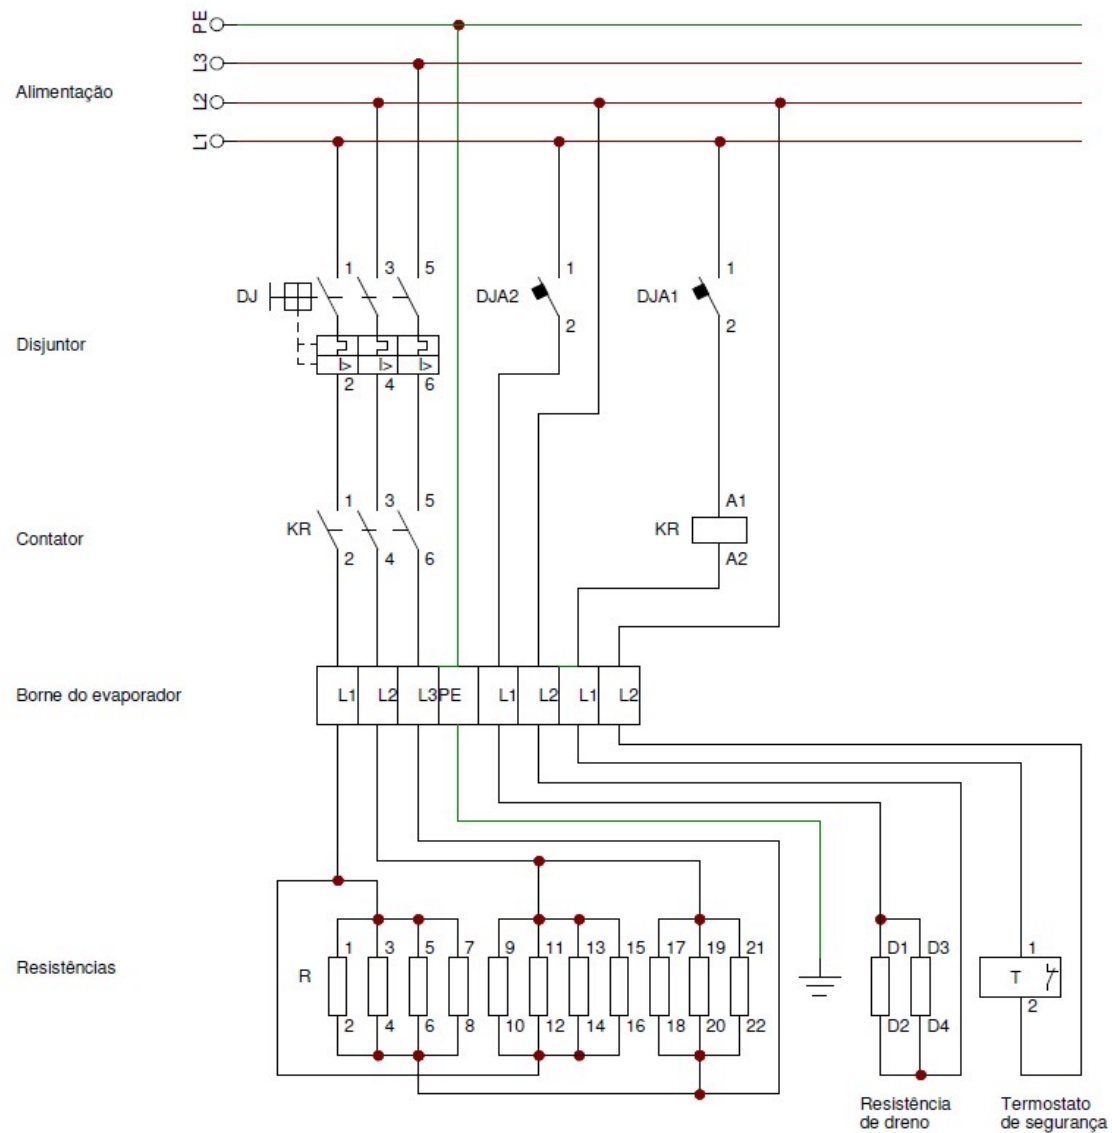 PE
L3
Alimentação
L2
L1
1 3 5 1 1
DJ DJA2 DJA1
2 2
Disjuntor
I> I> I>
2 4 6
1 3 5 A1
KR KR
Contator
2 4 6 A2
Borne do evaporador L1 L2 L3 PE L1 L2 L1 L2
1 3 5 7 9 11 13 15 17 19 21 D1 D3 1
Resistências R T
2 4 6 8 10 12 14 16 18 20 22 D2 D4 2
Resistência
de dreno
Termostato
de segurança